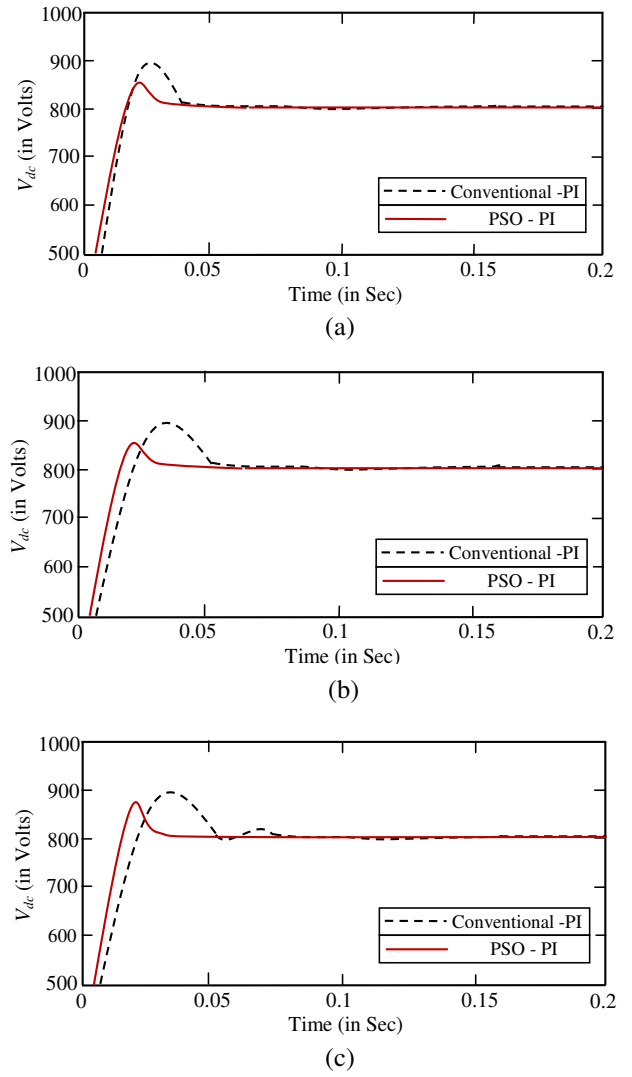 1000
900
800
700
600
500
V_dc (in Volts)
Conventional -PI
PSO - PI
0
0.05
0.1
0.15
0.2
Time (in Sec)
(a)
1000
900
800
700
600
500
V_dc (in Volts)
Conventional -PI
PSO - PI
0
0.05
0.1
0.15
0.2
Time (in Sec)
(b)
1000
900
800
700
600
500
V_dc (in Volts)
Conventional -PI
PSO - PI
0
0.05
0.1
0.15
0.2
Time (in Sec)
(c)